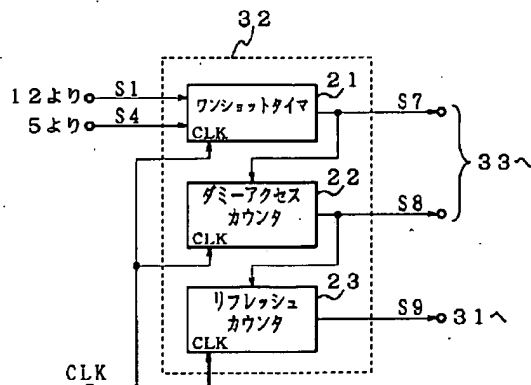 32
12より S1
5より S4
ワンショットタイマ
CLK
21
S7
ダミーアクセス
カウンタ
CLK
22
S8
33へ
リフレッシュ
カウンタ
CLK
23
S9 31へ
CLK